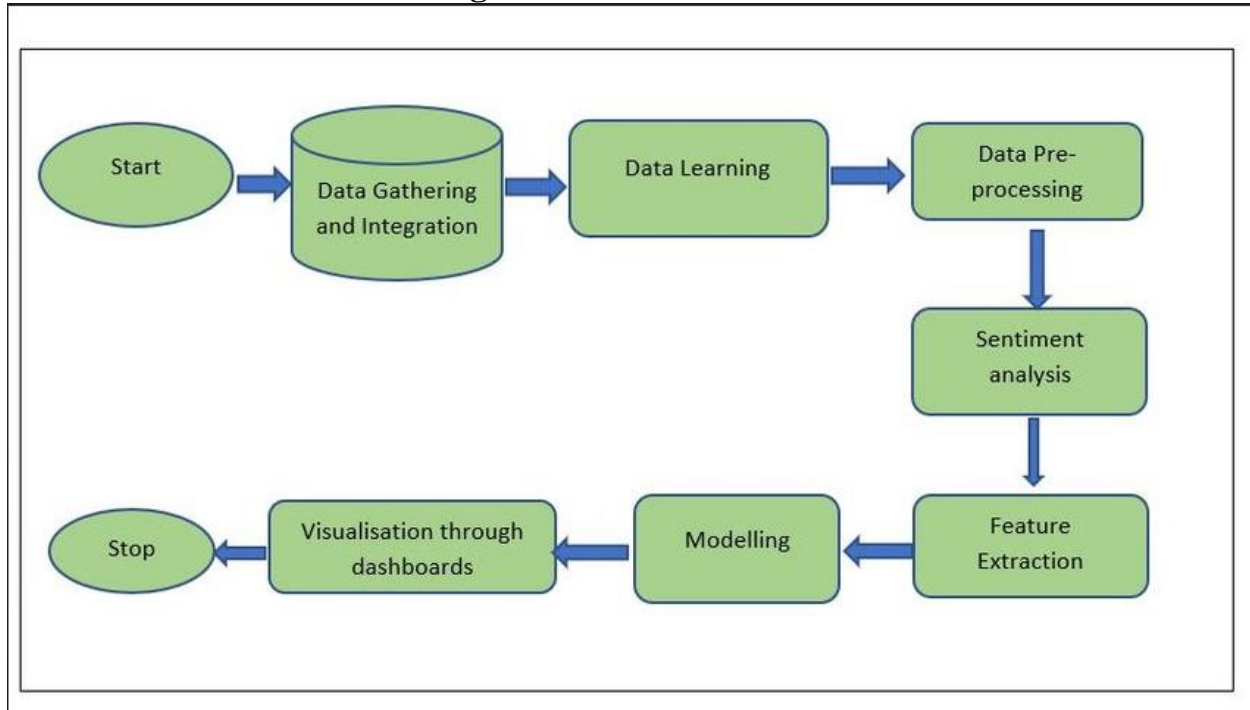 Start
Data Gathering
and Integration
Data Learning
Data Pre-
processing
Sentiment
analysis
Feature
Extraction
Modelling
Visualisation through
dashboards
Stop